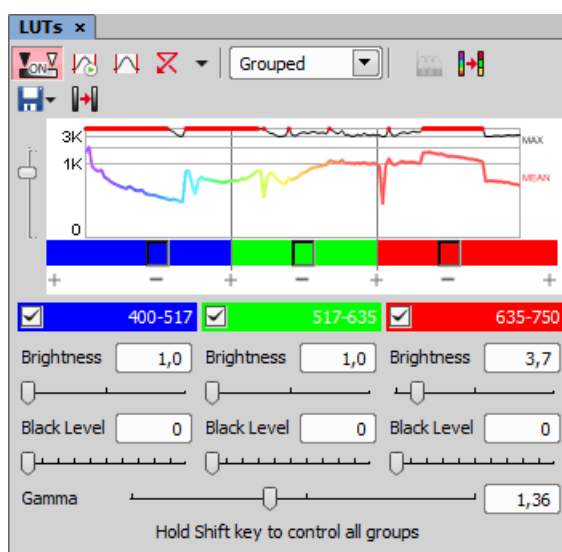 LUTs ×
ON Grouped
3K
MAX
1K
MEAN
0
+ − + − + − +
400-517 517-635 635-750
Brightness 1,0 Brightness 1,0 Brightness 3,7
Black Level 0 Black Level 0 Black Level 0
Gamma 1,36
Hold Shift key to control all groups